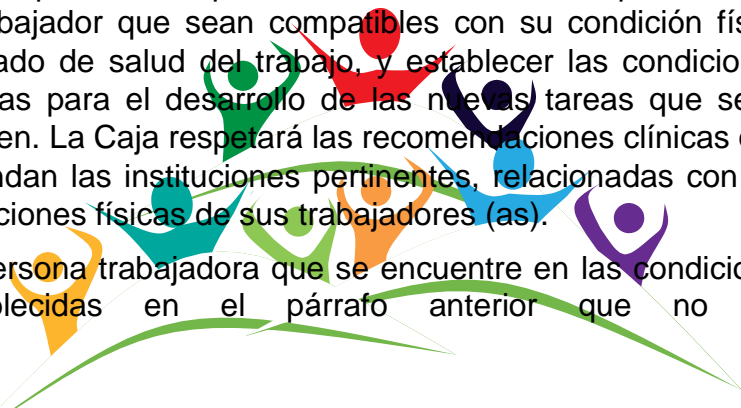 bajador que sean compatibles con su condición fís
ado de salud del trabajo, y establecer las condicio
as para el desarrollo de las nuevas tareas que se
en. La Caja respetará las recomendaciones clínicas
ndan las instituciones pertinentes, relacionadas con
ciones físicas de sus trabajadores (as).
ersona trabajadora que se encuentre en las condicio
lecidas en el párrafo anterior que no